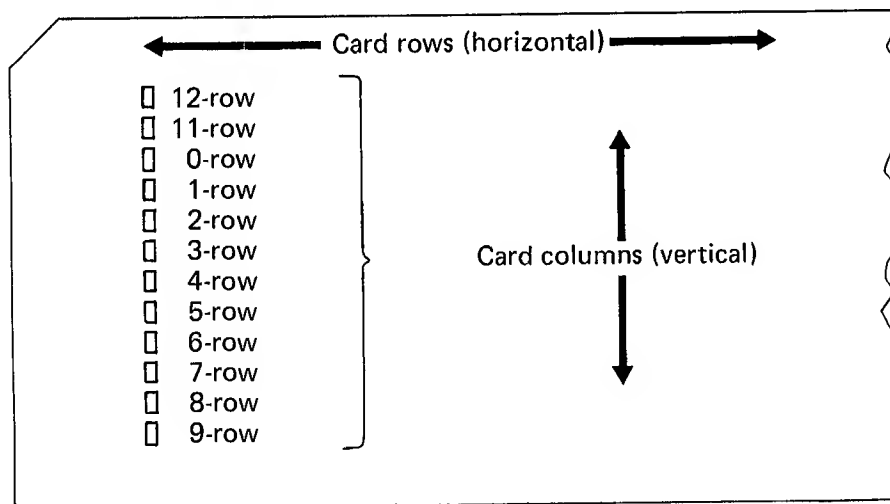 Card rows (horizontal)
12-row
11-row
0-row
1-row
2-row
3-row
Card columns (vertical)
4-row
5-row
6-row
7-row
8-row
9-row